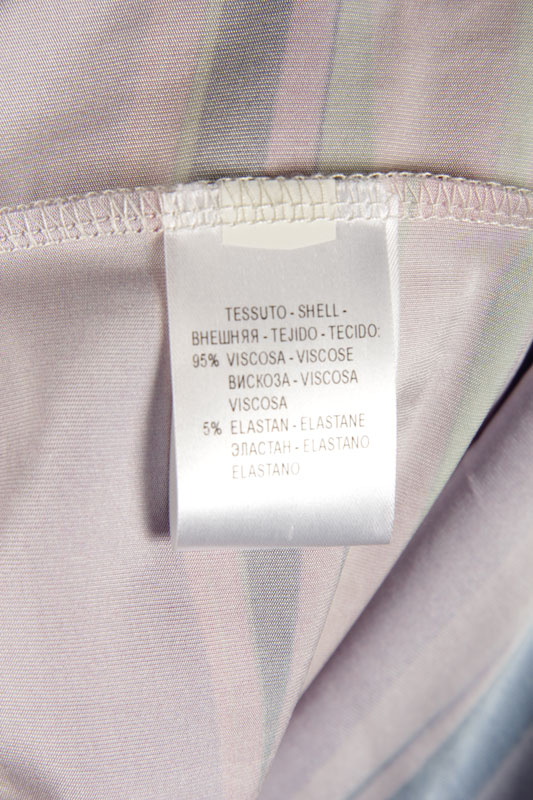 TESSUTO - SHELL -
ВНЕШНЯЯ - TEJIDO - TECIDO:
95% VISCOSA - VISCOSE
ВИСКОЗА - VISCOSA
VISCOSA
5% ELASTAN - ELASTANE
ЭЛАСТАН - ELASTANO
ELASTANO